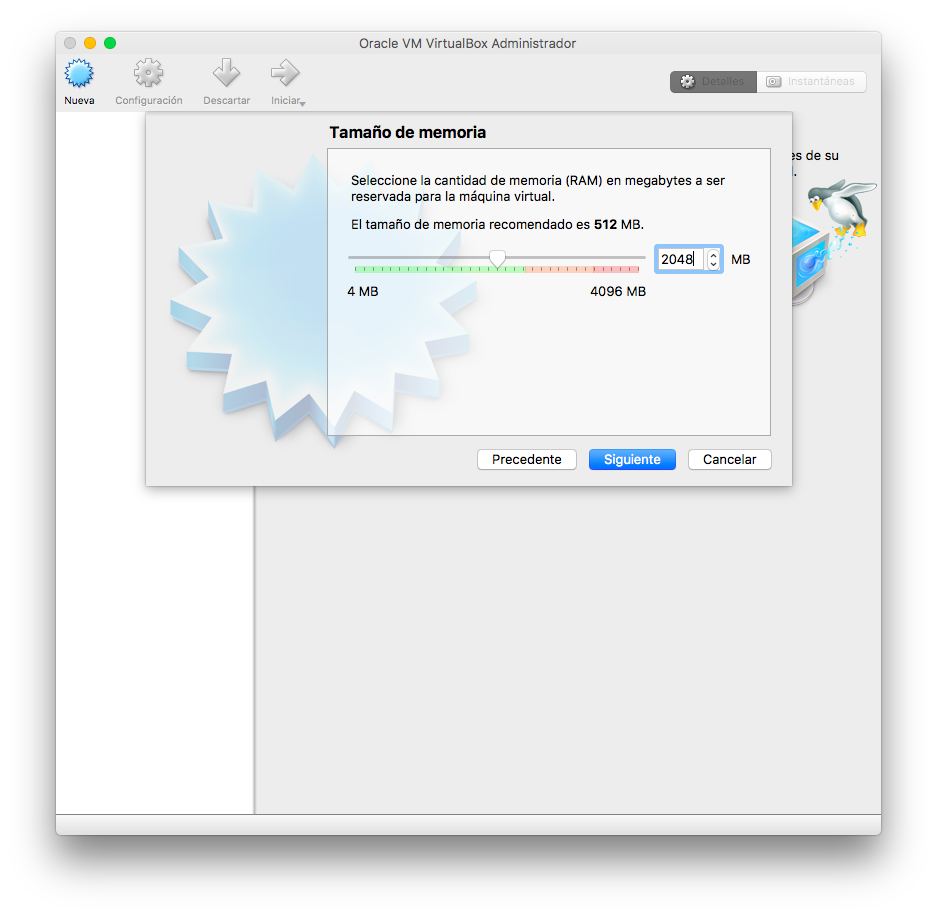 Oracle VM VirtualBox Administrador
Nueva
Configuración
Descartar
Iniciar
Detalles
Instantáneas
es de su
.
Tamaño de memoria
Seleccione la cantidad de memoria (RAM) en megabytes a ser
reservada para la máquina virtual.
El tamaño de memoria recomendado es 512 MB.
2048 MB
4 MB
4096 MB
Precedente
Siguiente
Cancelar